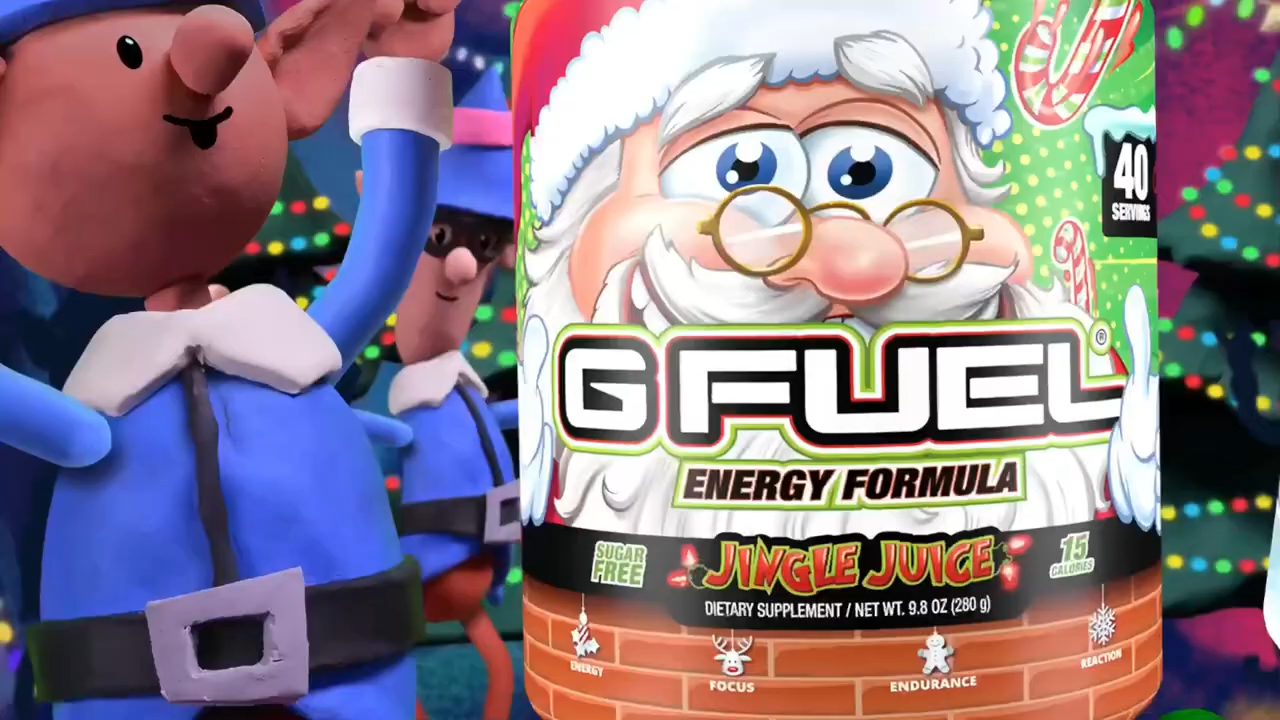 40
SERVINGS
G FUEL®
ENERGY FORMULA
SUGAR
FREE
JINGLE JUICE
15
CALORIES
DIETARY SUPPLEMENT / NET WT. 9.8 OZ (280 g)
ENERGY
FOCUS
ENDURANCE
REACTION